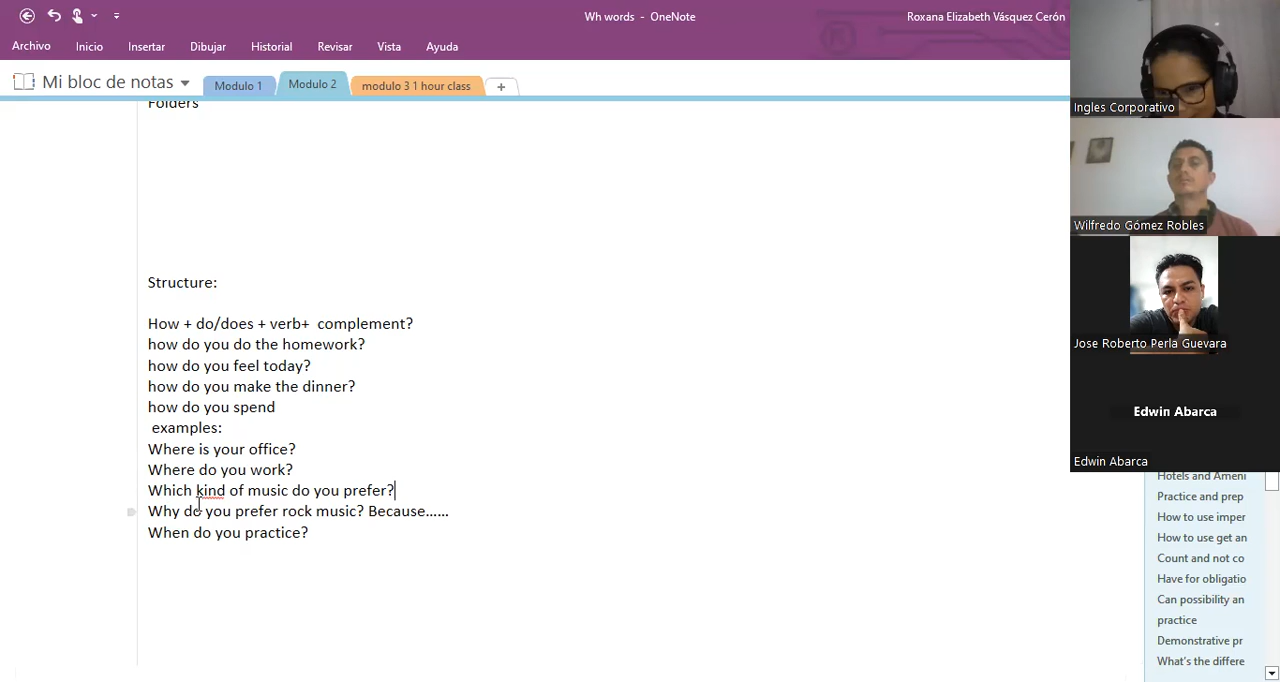 Wh words - OneNote
Roxana Elizabeth Vásquez Cerón
Archivo Inicio Insertar Dibujar Historial Revisar Vista Ayuda
Mi bloc de notas Modulo 1 Modulo 2 modulo 3 1 hour class +
Folders
Structure:
How + do/does + verb+ complement?
how do you do the homework?
how do you feel today?
how do you make the dinner?
how do you spend
examples:
Where is your office?
Where do you work?
Which kind of music do you prefer?
Why do you prefer rock music? Because......
When do you practice?
Ingles Corporativo
Wilfredo Gómez Robles
Jose Roberto Perla Guevara
Edwin Abarca
Edwin Abarca
Hotels and Ameni
Practice and prep
How to use imper
How to use get an
Count and not co
Have for obligatio
Can possibility an
practice
Demonstrative pr
What's the differe